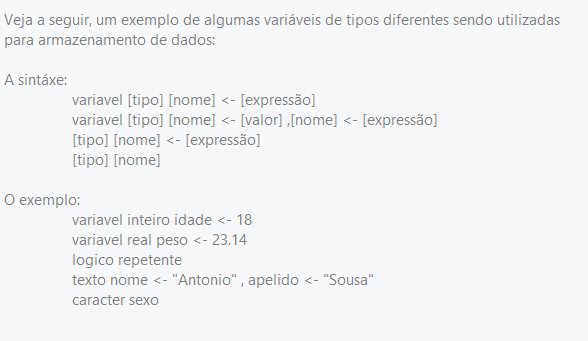 Veja a seguir, um exemplo de algumas variáveis de tipos diferentes sendo utilizadas
para armazenamento de dados:
A sintáxe:
variavel [tipo] [nome] <- [expressão]
variavel [tipo] [nome] <- [valor] ,[nome] <- [expressão]
[tipo] [nome] <- [expressão]
[tipo] [nome]
O exemplo:
variavel inteiro idade <- 18
variavel real peso <- 23.14
logico repetente
texto nome <- "Antonio" , apelido <- "Sousa"
caracter sexo